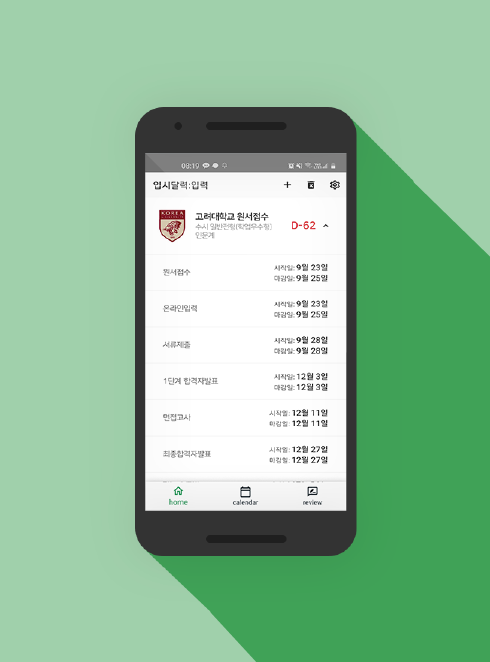 08:19
입시달력:입력
KOREA
고려대학교 원서접수
수시 일반전형(학업우수형)
인문계
D-62
원서접수
시작일: 9월 23일
마감일: 9월 25일
온라인입력
시작일: 9월 23일
마감일: 9월 25일
서류제출
시작일: 9월 28일
마감일: 9월 28일
1단계 합격자발표
시작일: 12월 3일
마감일: 12월 3일
면접고사
시작일: 12월 11일
마감일: 12월 11일
최종합격자발표
시작일: 12월 27일
마감일: 12월 27일
home
calendar
review